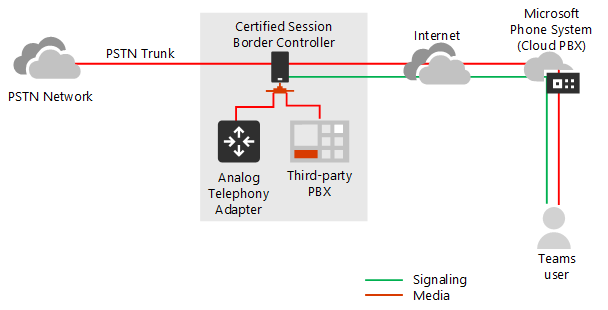 Microsoft
Phone System
(Cloud PBX)
Certified Session
Border Controller
Internet
PSTN Trunk
PSTN Network
Analog
Telephony
Adapter
Third-party
PBX
Teams
user
Signaling
Media